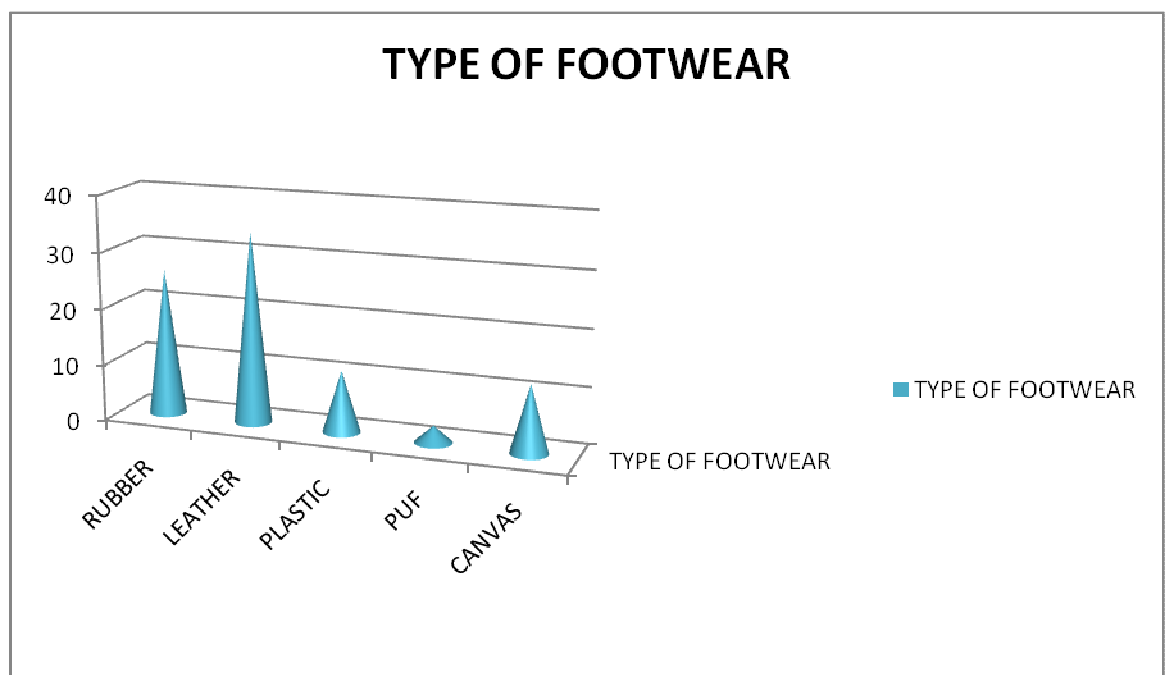 TYPE OF FOOTWEAR
40
30
20
10
0
RUBBER
LEATHER
PLASTIC
PUF
CANVAS
TYPE OF FOOTWEAR
TYPE OF FOOTWEAR